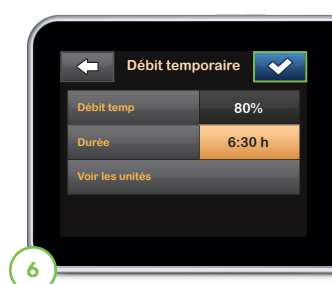 Débit temporaire
Débit temp 80%
Durée 6:30 h
Voir les unités
6